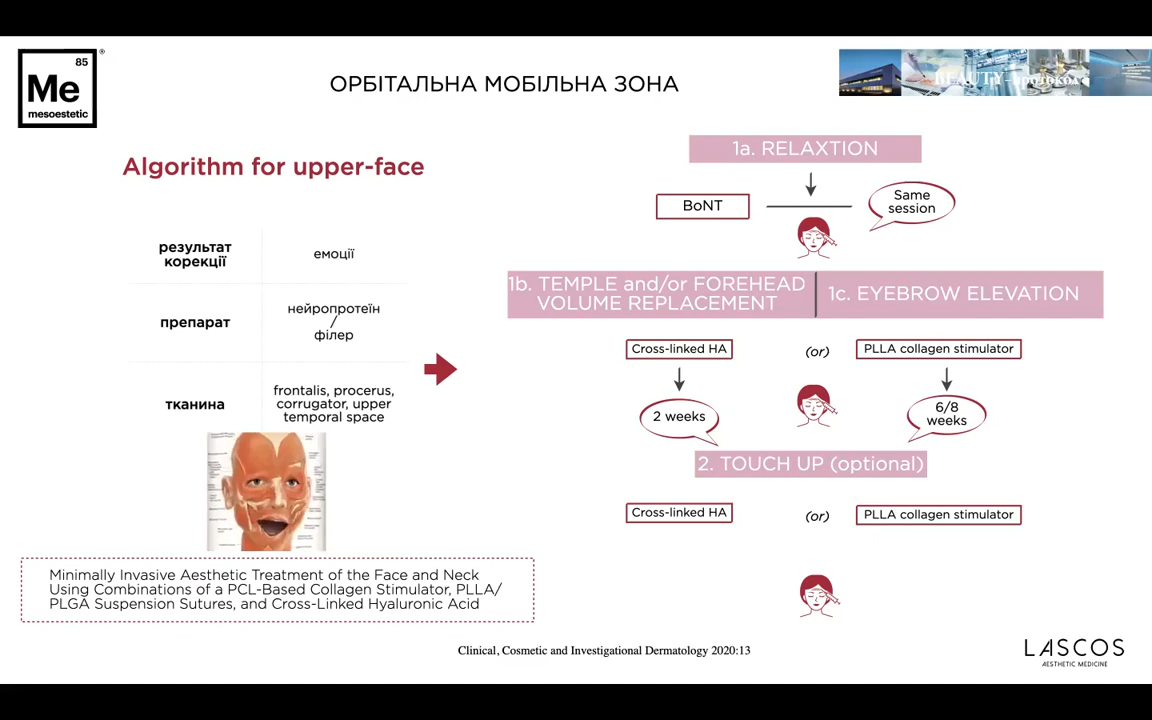 85
Me
mesoestetic
®
ОРБІТАЛЬНА МОБІЛЬНА ЗОНА
BEAUTY-протокол
Algorithm for upper-face
результат
корекції
емоції
препарат
нейропротеїн
/
філер
тканина
frontalis, procerus,
corrugator, upper
temporal space
Minimally Invasive Aesthetic Treatment of the Face and Neck
Using Combinations of a PCL-Based Collagen Stimulator, PLLA/
PLGA Suspension Sutures, and Cross-Linked Hyaluronic Acid
1a. RELAXTION
BoNT
Same
session
1b. TEMPLE and/or FOREHEAD
VOLUME REPLACEMENT
1c. EYEBROW ELEVATION
Cross-linked HA
(or)
PLLA collagen stimulator
2 weeks
6/8
weeks
2. TOUCH UP (optional)
Cross-linked HA
(or)
PLLA collagen stimulator
Clinical, Cosmetic and Investigational Dermatology 2020:13
LASCOS
AESTHETIC MEDICINE